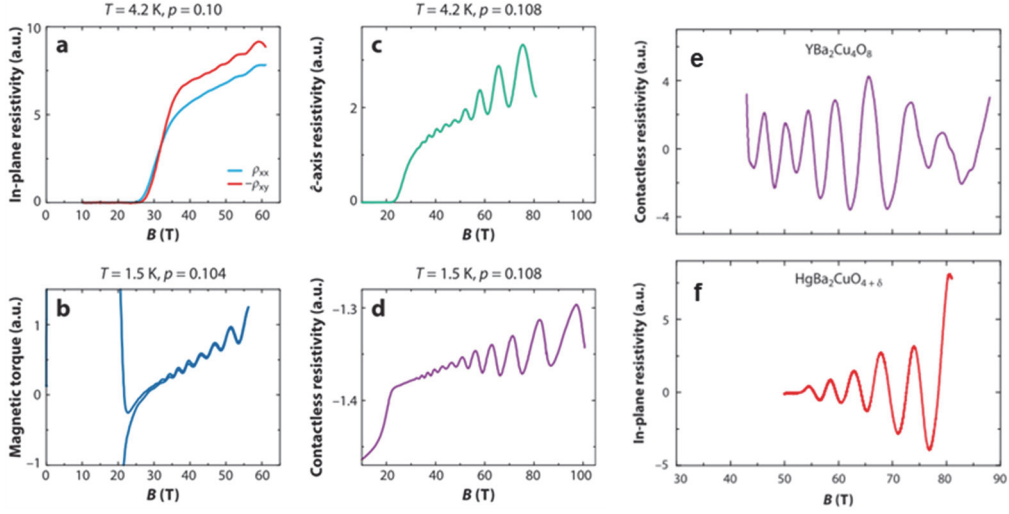 T = 4.2 K, p = 0.10
a
In-plane resistivity (a.u.)
10
5
0
ρxx
−ρxy
0 10 20 30 40 50 60
B (T)
T = 4.2 K, p = 0.108
c
ĉ-axis resistivity (a.u.)
2
0
20 40 60 80 100
B (T)
e
YBa₂Cu₄O₈
Contactless resistivity (a.u.)
4
0
−4
T = 1.5 K, p = 0.104
b
Magnetic torque (a.u.)
1
0
−1
0 10 20 30 40 50 60
B (T)
T = 1.5 K, p = 0.108
d
Contactless resistivity (a.u.)
−1.3
−1.4
20 40 60 80 100
B (T)
f
HgBa₂CuO₄₊δ
In-plane resistivity (a.u.)
5
0
−5
30 40 50 60 70 80 90
B (T)